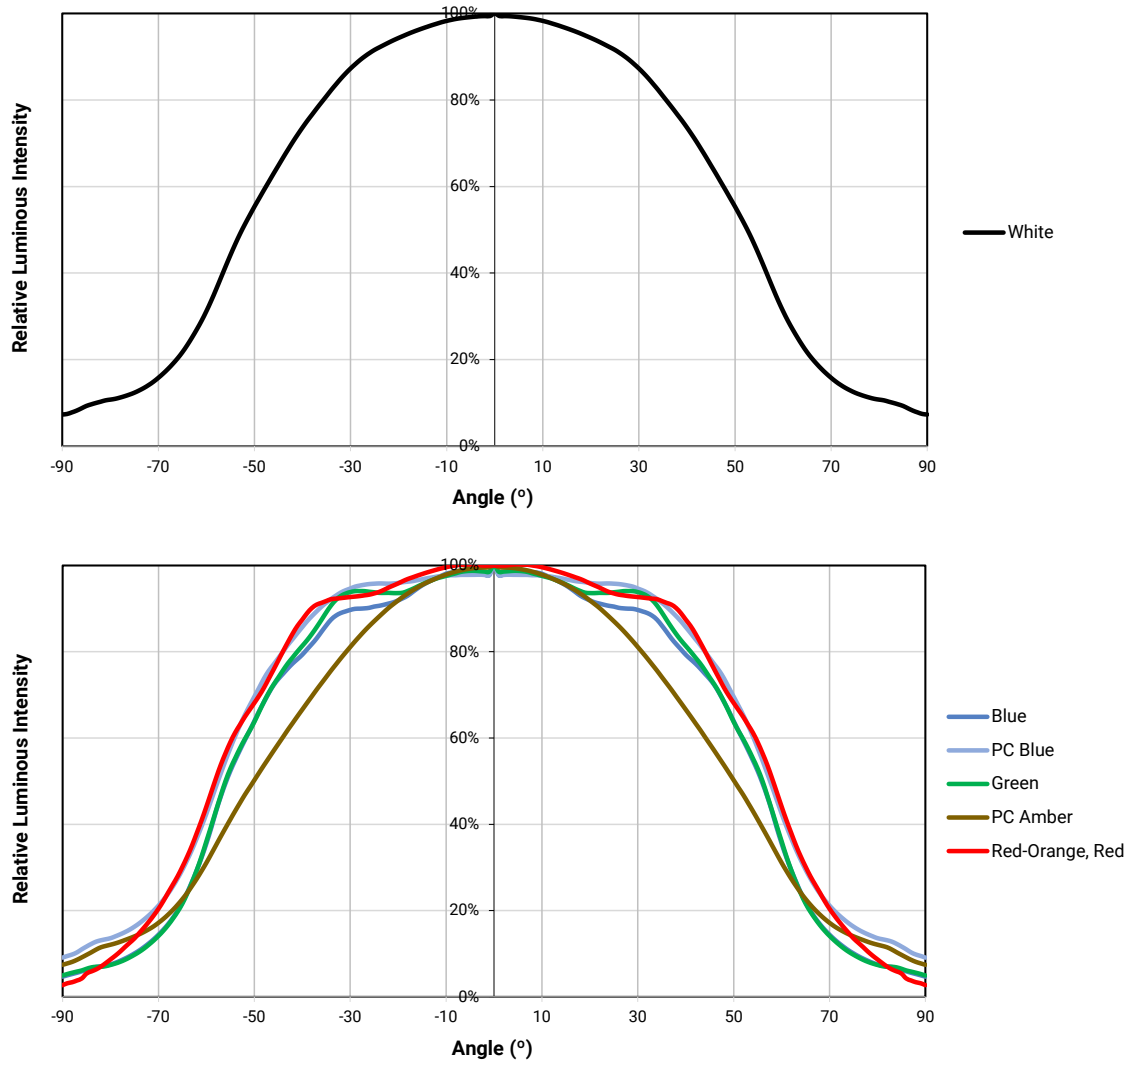 100%
80%
60%
40%
20%
0%
Relative Luminous Intensity
White
-90 -70 -50 -30 -10 10 30 50 70 90
Angle (º)
100%
80%
60%
40%
20%
0%
Relative Luminous Intensity
Blue
PC Blue
Green
PC Amber
Red-Orange, Red
-90 -70 -50 -30 -10 10 30 50 70 90
Angle (º)